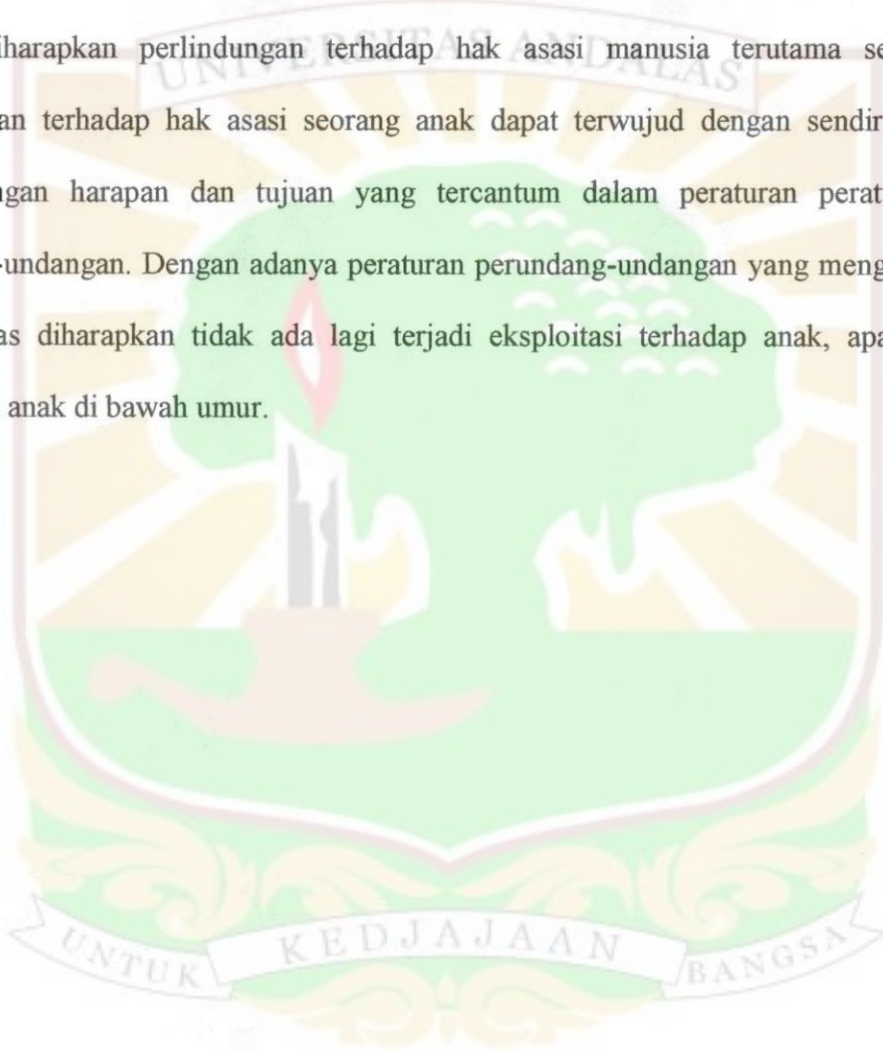 UNIVERSITAS ANDALAS
iharapkan perlindungan terhadap hak asasi manusia terutama se
an terhadap hak asasi seorang anak dapat terwujud dengan sendir
ngan harapan dan tujuan yang tercantum dalam peraturan perat
-undangan. Dengan adanya peraturan perundang-undangan yang meng
as diharapkan tidak ada lagi terjadi eksploitasi terhadap anak, apa
anak di bawah umur.
UNTUK KEDJAJAAN BANGSA